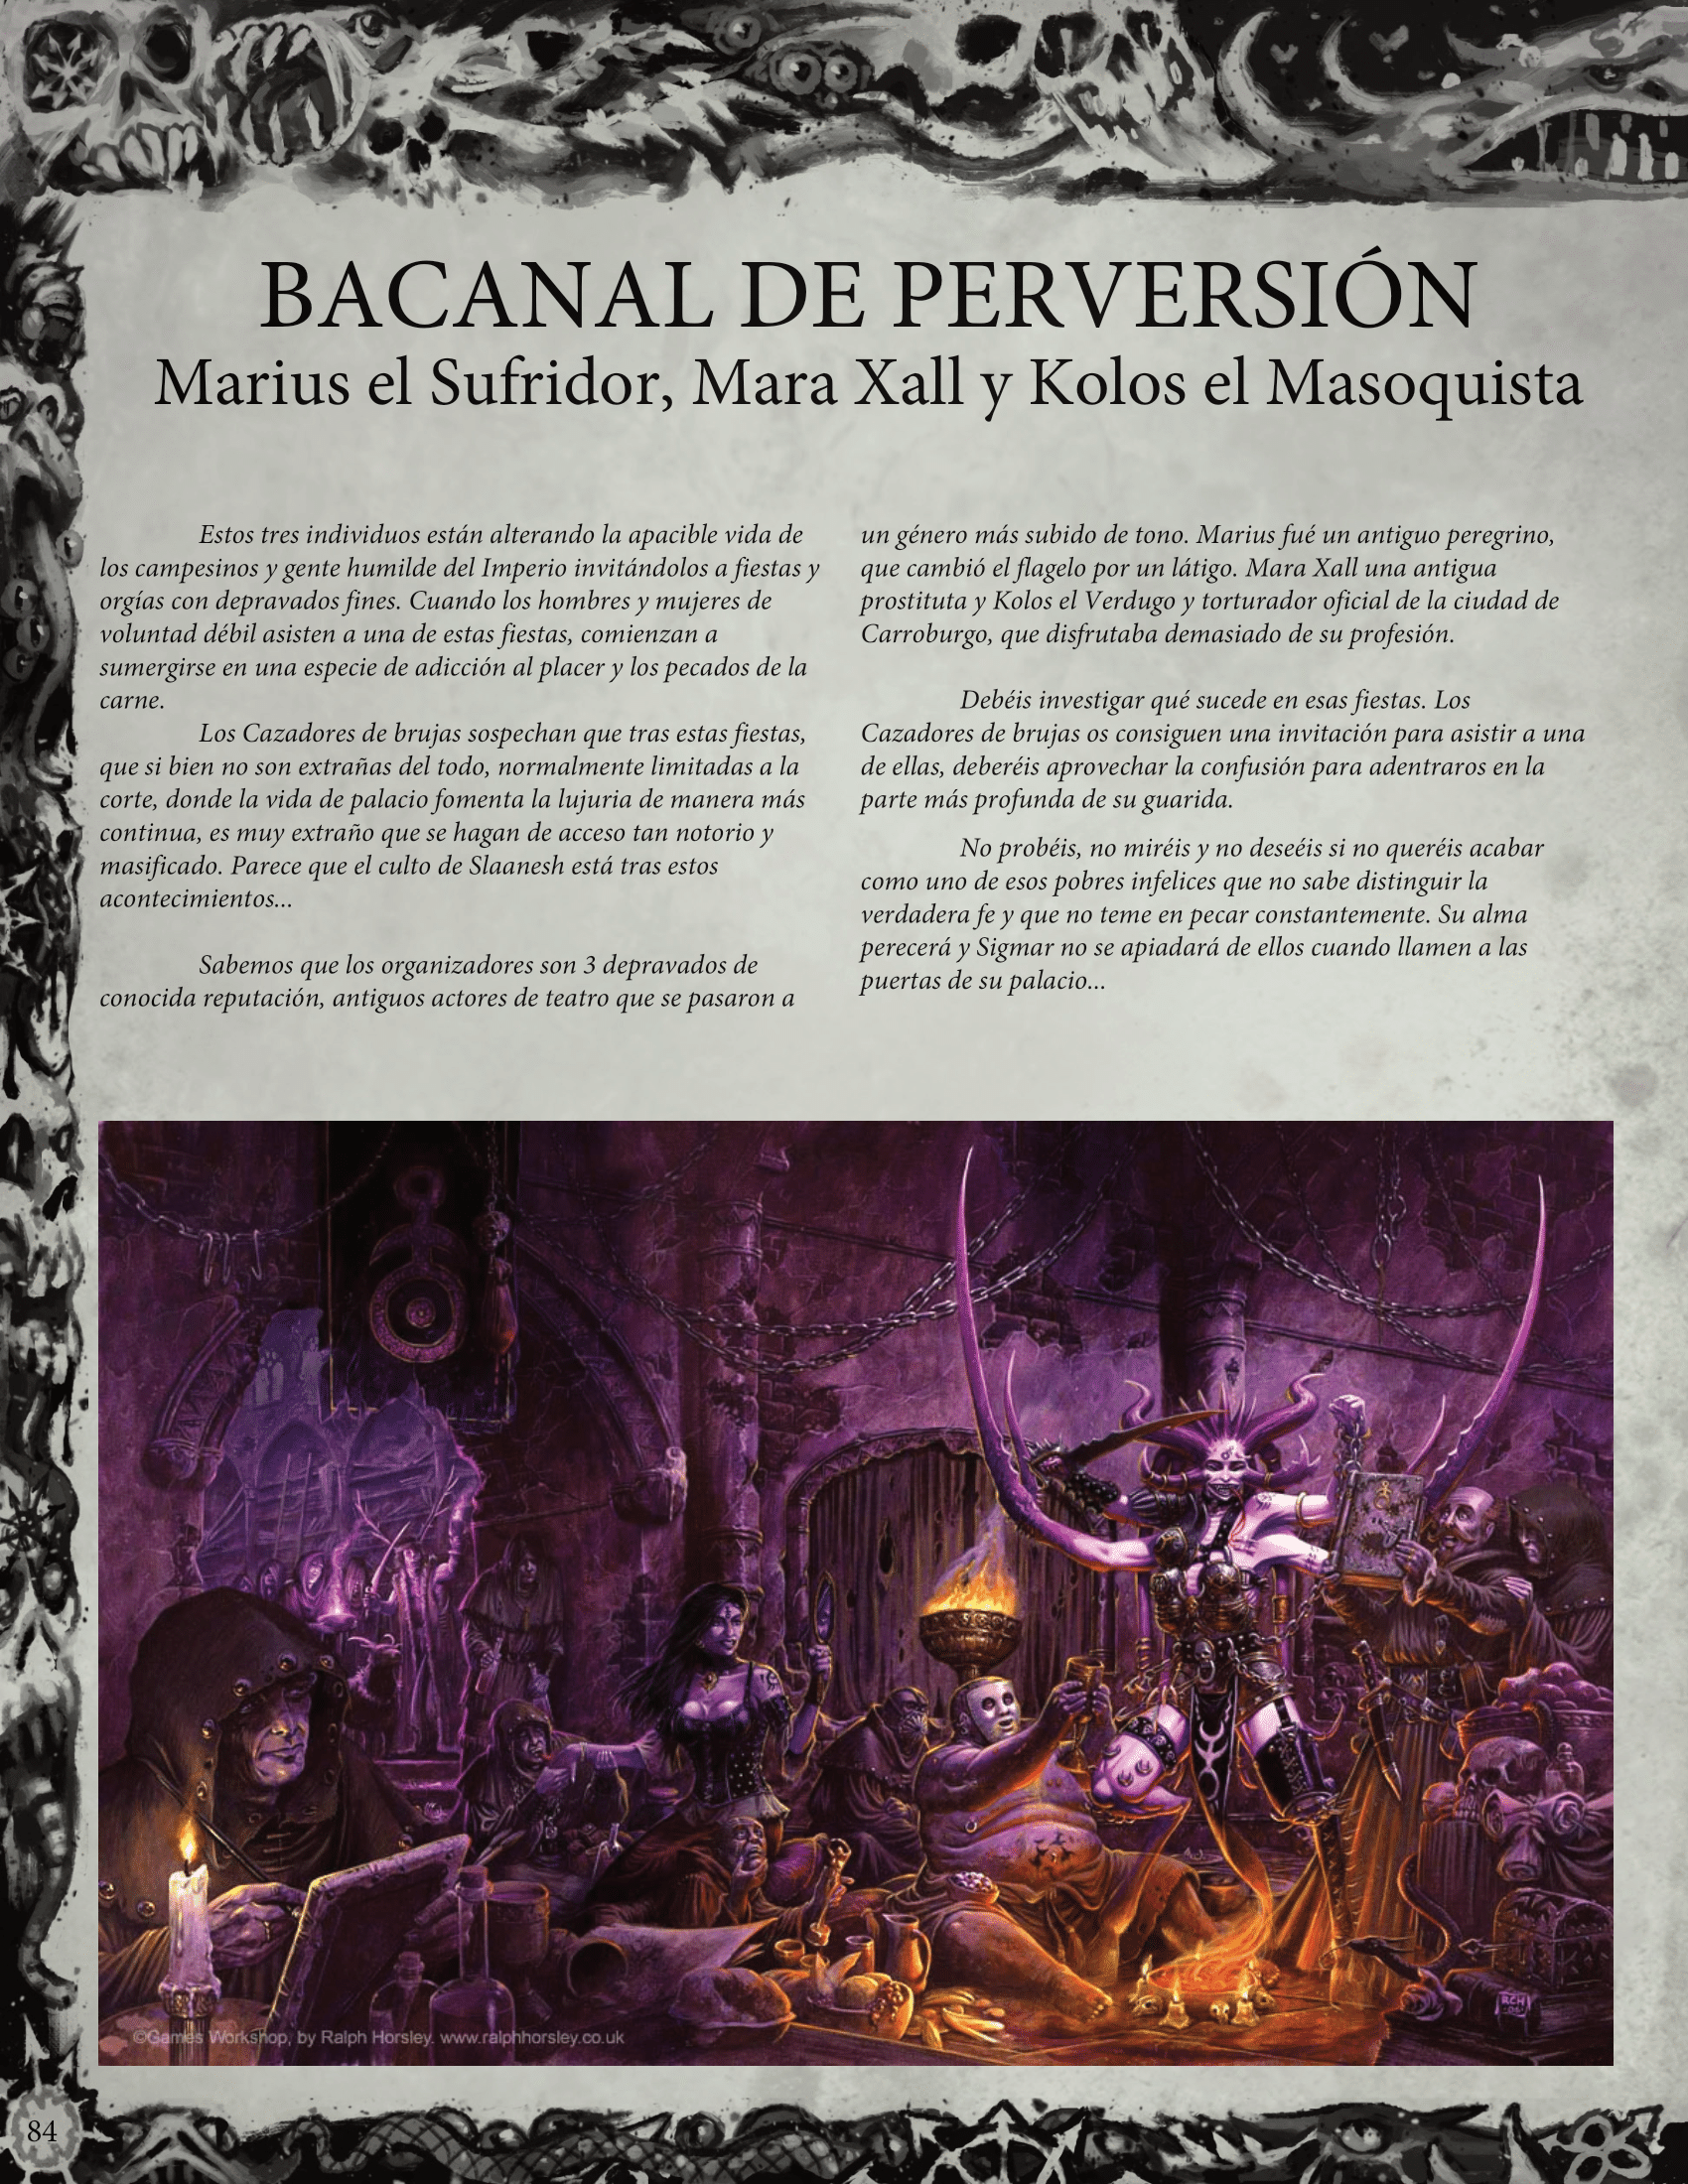 BACANAL DE PERVERSIÓN
Marius el Sufridor, Mara Xall y Kolos el Masoquista
Estos tres individuos están alterando la apacible vida de
los campesinos y gente humilde del Imperio invitándolos a fiestas y
orgías con depravados fines. Cuando los hombres y mujeres de
voluntad débil asisten a una de estas fiestas, comienzan a
sumergirse en una especie de adicción al placer y los pecados de la
carne.
Los Cazadores de brujas sospechan que tras estas fiestas,
que si bien no son extrañas del todo, normalmente limitadas a la
corte, donde la vida de palacio fomenta la lujuria de manera más
continua, es muy extraño que se hagan de acceso tan notorio y
masificado. Parece que el culto de Slaanesh está tras estos
acontecimientos...
Sabemos que los organizadores son 3 depravados de
conocida reputación, antiguos actores de teatro que se pasaron a
un género más subido de tono. Marius fué un antiguo peregrino,
que cambió el flagelo por un látigo. Mara Xall una antigua
prostituta y Kolos el Verdugo y torturador oficial de la ciudad de
Carroburgo, que disfrutaba demasiado de su profesión.
Debéis investigar qué sucede en esas fiestas. Los
Cazadores de brujas os consiguen una invitación para asistir a una
de ellas, deberéis aprovechar la confusión para adentraros en la
parte más profunda de su guarida.
No probéis, no miréis y no deseéis si no queréis acabar
como uno de esos pobres infelices que no sabe distinguir la
verdadera fe y que no teme en pecar constantemente. Su alma
perecerá y Sigmar no se apiadará de ellos cuando llamen a las
puertas de su palacio...
RCH
-06-
©Games Workshop, by Ralph Horsley. www.ralphhorsley.co.uk
84